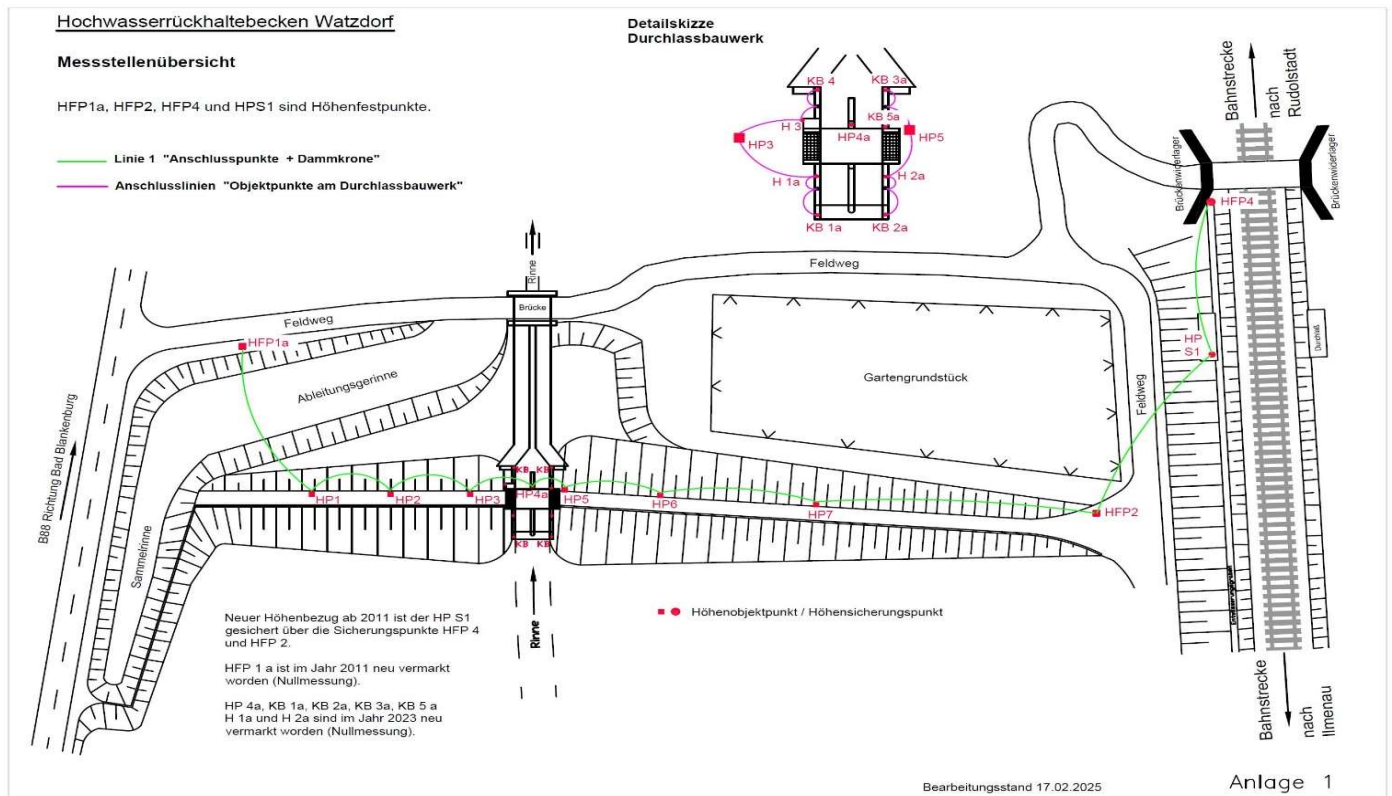 Hochwasserrückhaltebecken Watzdorf
Messstellenübersicht
HFP1a, HFP2, HFP4 und HPS1 sind Höhenfestpunkte.
Linie 1 "Anschlusspunkte + Dammkrone"
Anschlusslinien "Objektpunkte am Durchlassbauwerk"
Detailskizze
Durchlassbauwerk
KB 4
KB 3a
H 3
KB 5a
HP4a
HP3
HP5
H 1a
H 2a
KB 1a
KB 2a
Bahnstrecke
nach
Rudolstadt
Brückenwiderlager
Brückenwiderlager
HFP4
Rinne
Brücke
Feldweg
Feldweg
Feldweg
HFP1a
Ableitungsgerinne
Gartengrundstück
HP
S1
Durchlaß
B88 Richtung Bad Blankenburg
Sammelrinne
KB
KB
HP1
HP2
HP3
HP4a
HP5
HP6
HP7
HFP2
KB
KB
Rinne
Entwässerungsgraben
Höhenobjektpunkt / Höhensicherungspunkt
Neuer Höhenbezug ab 2011 ist der HP S1
gesichert über die Sicherungspunkte HFP 4
und HFP 2.
HFP 1 a ist im Jahr 2011 neu vermarkt
worden (Nullmessung).
HP 4a, KB 1a, KB 2a, KB 3a, KB 5 a
H 1a und H 2a sind im Jahr 2023 neu
vermarkt worden (Nullmessung).
Bahnstrecke
nach
Ilmenau
Bearbeitungsstand 17.02.2025
Anlage 1